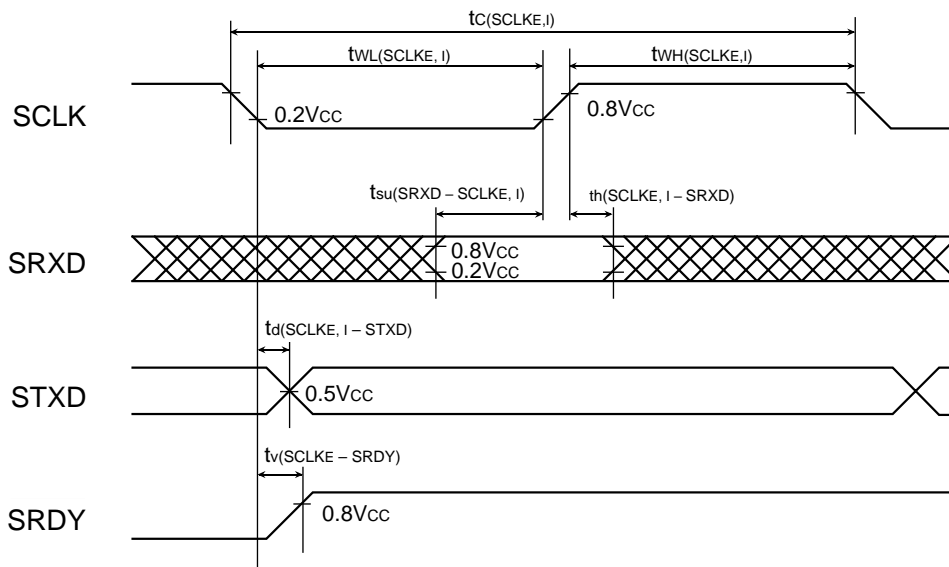 tC(SCLKE,I)
tWL(SCLKE, I)
tWH(SCLKE,I)
SCLK
0.2VCC
0.8VCC
tsu(SRXD – SCLKE, I)
th(SCLKE, I – SRXD)
SRXD
0.8VCC
0.2VCC
td(SCLKE, I – STXD)
STXD
0.5VCC
tv(SCLKE – SRDY)
SRDY
0.8VCC